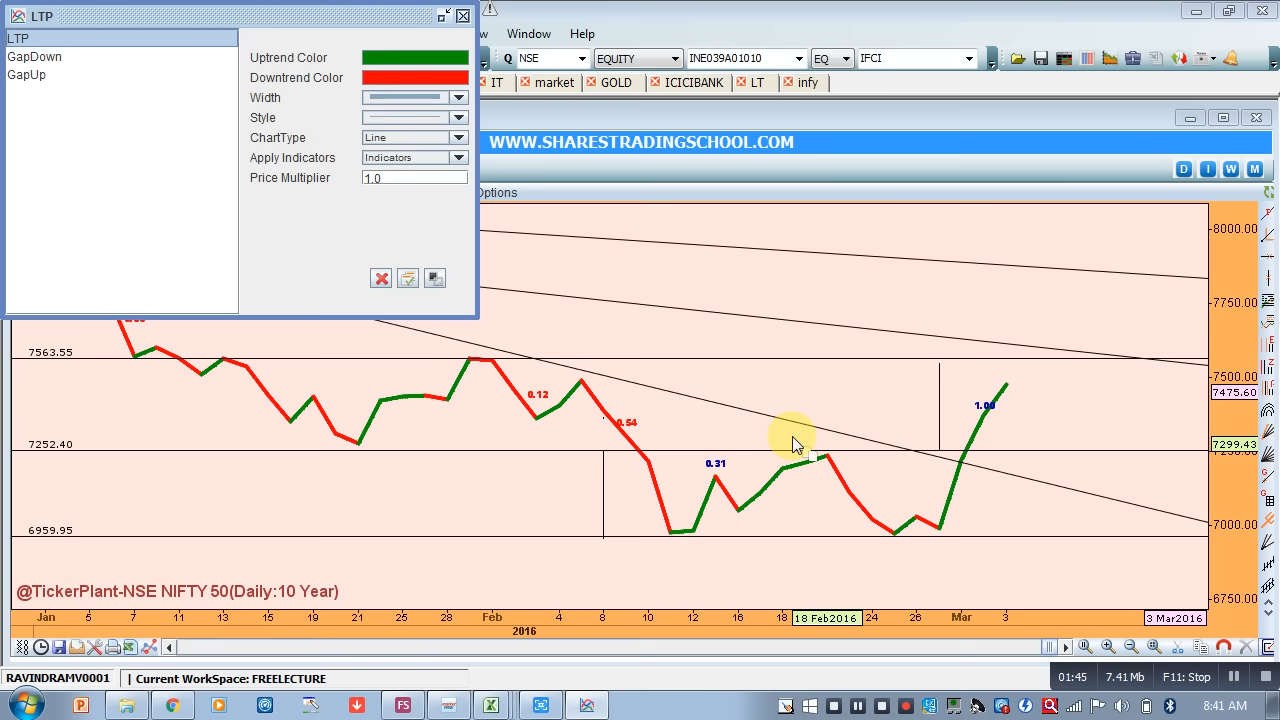 LTP
LTP
GapDown
GapUp
Uptrend Color
Downtrend Color
Width
Style
ChartType Line
Apply Indicators Indicators
Price Multiplier 1.0
w Window Help
Q NSE EQUITY INE039A01010 EQ IFCI
IT market GOLD ICICIBANK LT infy
WWW.SHARESTRADINGSCHOOL.COM
D I W M
Options
8000.00
7750.00
7563.55
7500.00
7475.60
0.12
1.00
0.54
7252.40
7299.43
0.31
6959.95
7000.00
@TickerPlant-NSE NIFTY 50(Daily:10 Year)
6750.00
Jan 5 7 11 13 15 19 21 25 28 Feb 4 8 10 12 16 18 18 Feb2016 24 26 Mar 3 3 Mar2016
2016
RAVINDRAMV0001 | Current WorkSpace: FREELECTURE
01:45 7.41 Mb F11: Stop
8:41 AM